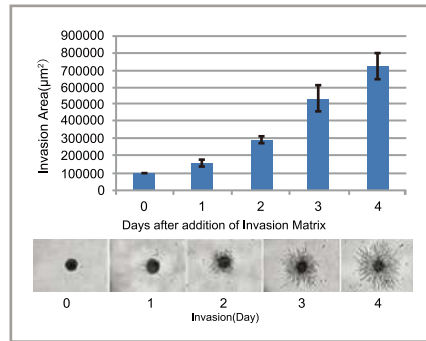 Invasion Area(µm²)
900000
800000
700000
600000
500000
400000
300000
200000
100000
0
0 1 2 3 4
Days after addition of Invasion Matrix
0 1 2 3 4
Invasion(Day)